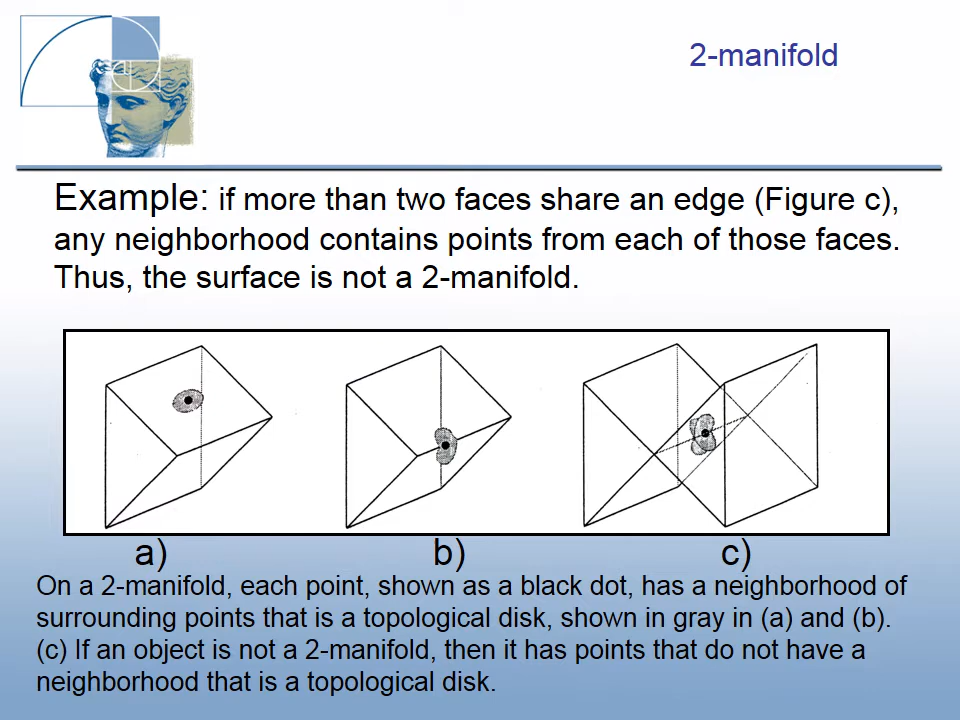 2-manifold
Example: if more than two faces share an edge (Figure c),
any neighborhood contains points from each of those faces.
Thus, the surface is not a 2-manifold.
a) b) c)
On a 2-manifold, each point, shown as a black dot, has a neighborhood of
surrounding points that is a topological disk, shown in gray in (a) and (b).
(c) If an object is not a 2-manifold, then it has points that do not have a
neighborhood that is a topological disk.